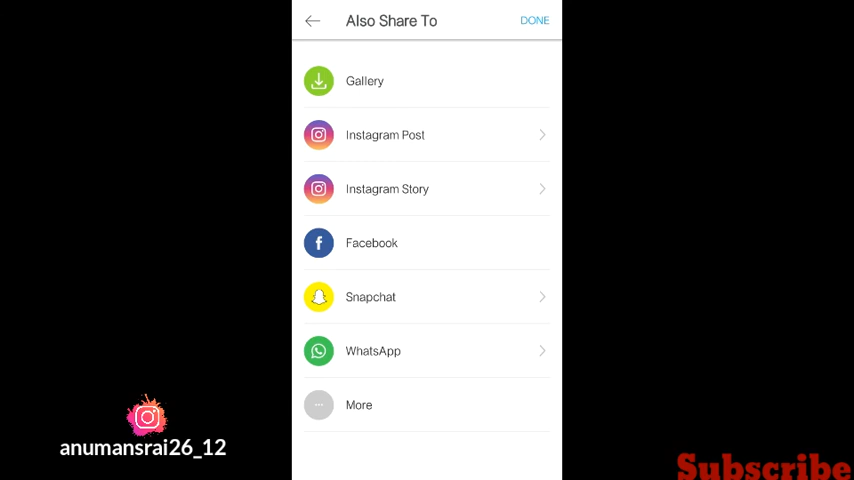 Also Share To
DONE
Gallery
Instagram Post
Instagram Story
Facebook
Snapchat
WhatsApp
More
anumansrai26_12
Subscribe